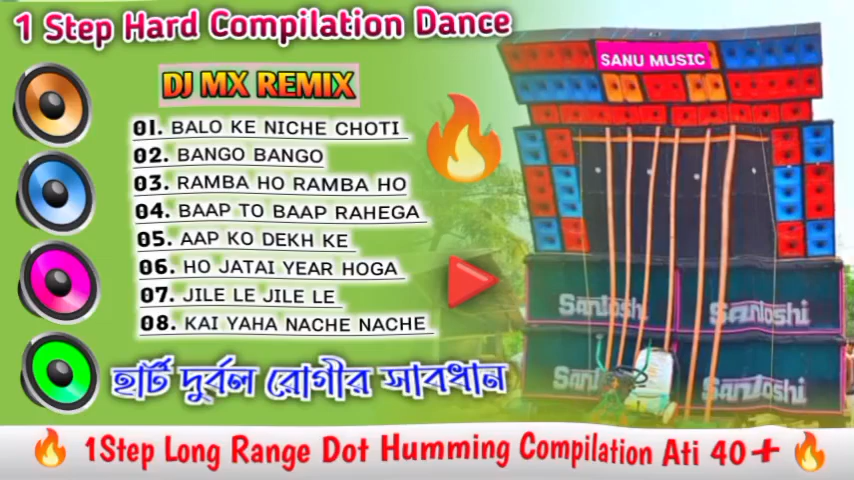 1 Step Hard Compilation Dance
SANU MUSIC
DJ MX REMIX
01. BALO KE NICHE CHOTI
02. BANGO BANGO
03. RAMBA HO RAMBA HO
04. BAAP TO BAAP RAHEGA
05. AAP KO DEKH KE
06. HO JATAI YEAR HOGA
07. JILE LE JILE LE
08. KAI YAHA NACHE NACHE
Santoshi Santoshi
Santoshi Santoshi
হার্ট দুর্বল রোগীর সাবধান
1Step Long Range Dot Humming Compilation Ati 40+